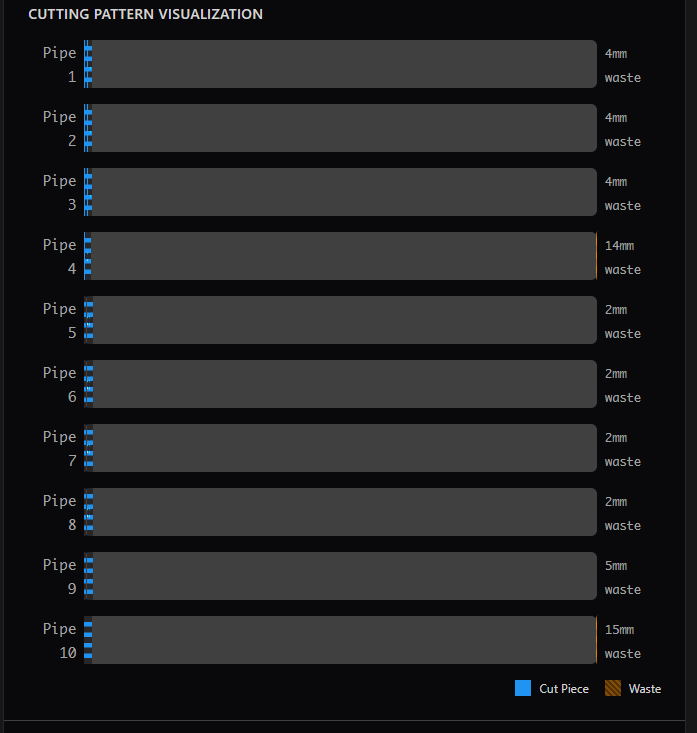 CUTTING PATTERN VISUALIZATION
Pipe
1
4mm
waste
Pipe
2
4mm
waste
Pipe
3
4mm
waste
Pipe
4
14mm
waste
Pipe
5
2mm
waste
Pipe
6
2mm
waste
Pipe
7
2mm
waste
Pipe
8
2mm
waste
Pipe
9
5mm
waste
Pipe
10
15mm
waste
Cut Piece
Waste